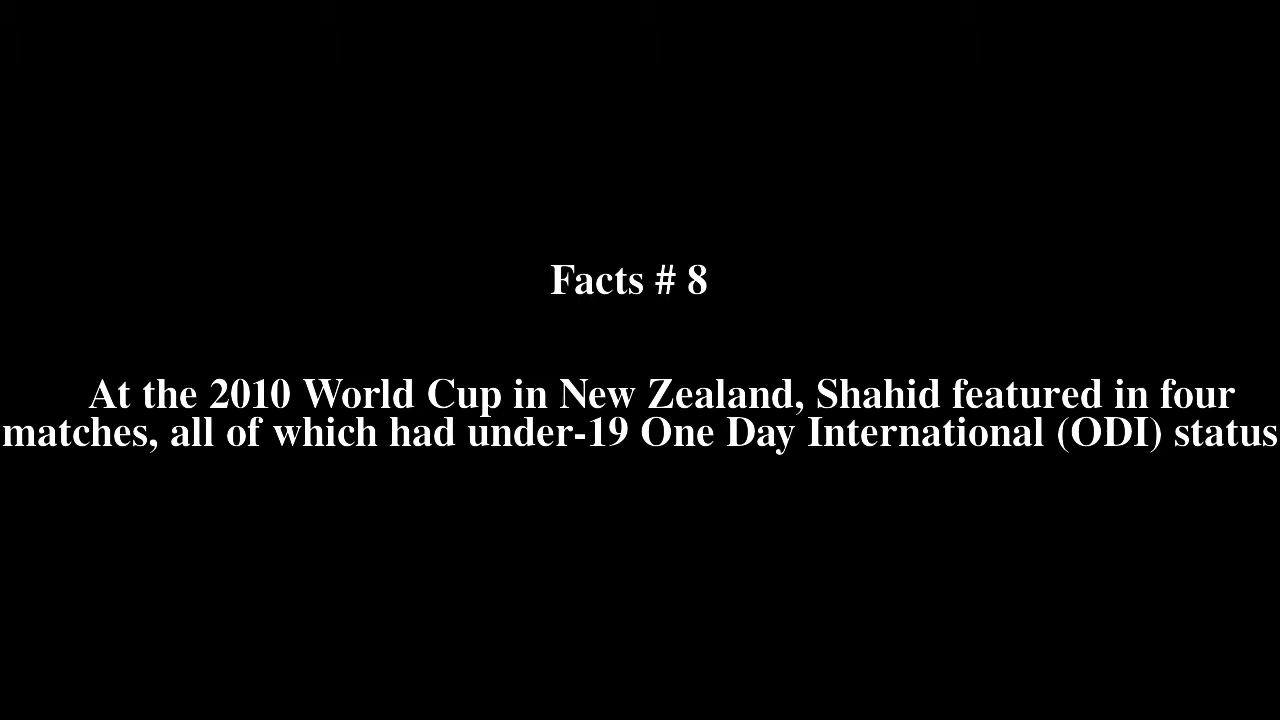 Facts # 8
At the 2010 World Cup in New Zealand, Shahid featured in four
matches, all of which had under-19 One Day International (ODI) status